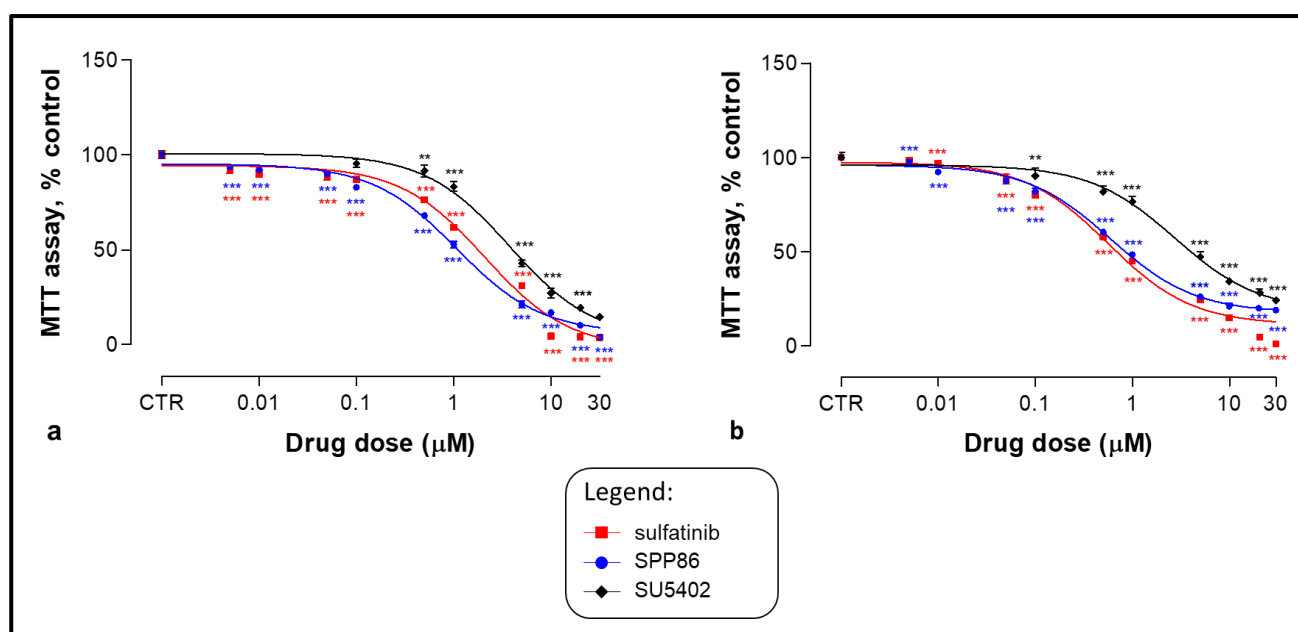 MTT assay, % control
150
100
50
0
** ***
*** *** *** *** *** ***
*** *** *** *** ***
***
*** *** *** ***
***
*** *** ***
*** *** ***
CTR 0.01 0.1 1 10 30
a
Drug dose (μM)
MTT assay, % control
150
100
50
0
*** *** **
*** *** *** ***
*** *** ***
*** *** ***
*** *** ***
*** *** *** ***
*** *** *** ***
*** ***
CTR 0.01 0.1 1 10 30
b
Drug dose (μM)
Legend:
sulfatinib
SPP86
SU5402